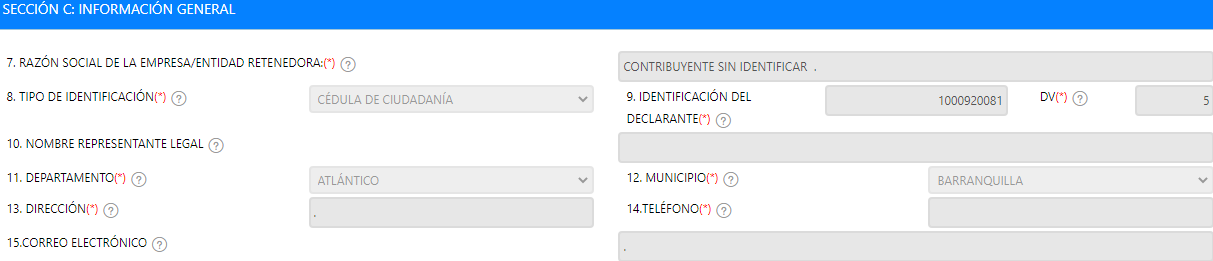 SECCIÓN C: INFORMACIÓN GENERAL
7. RAZÓN SOCIAL DE LA EMPRESA/ENTIDAD RETENEDORA:(*) ?
CONTRIBUYENTE SIN IDENTIFICAR .
8. TIPO DE IDENTIFICACIÓN(*) ?
CÉDULA DE CIUDADANÍA
9. IDENTIFICACIÓN DEL
DECLARANTE(*) ?
1000920081
DV(*) ?
5
10. NOMBRE REPRESENTANTE LEGAL ?
11. DEPARTAMENTO(*) ?
ATLÁNTICO
12. MUNICIPIO(*) ?
BARRANQUILLA
13. DIRECCIÓN(*) ?
.
14.TELÉFONO(*) ?
15.CORREO ELECTRÓNICO ?
.